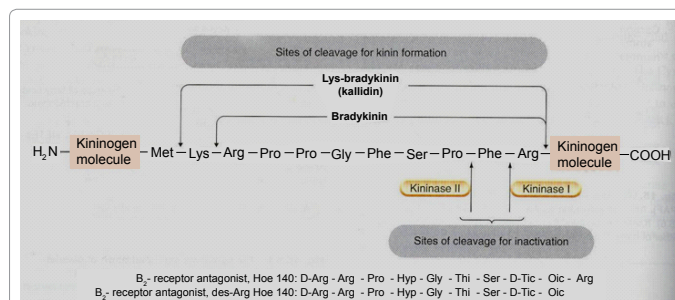 Sites of cleavage for kinin formation
Lys-bradykinin
(kallidin)
Bradykinin
H₂N – Kininogen molecule – Met – Lys – Arg – Pro – Pro – Gly – Phe – Ser – Pro – Phe – Arg – Kininogen molecule – COOH
Kininase II Kininase I
Sites of cleavage for inactivation
B₂- receptor antagonist, Hoe 140: D-Arg - Arg - Pro - Hyp - Gly - Thi - Ser - D-Tic - Oic - Arg
B₂- receptor antagonist, des-Arg Hoe 140: D-Arg - Arg - Pro - Hyp - Gly - Thi - Ser - D-Tic - Oic